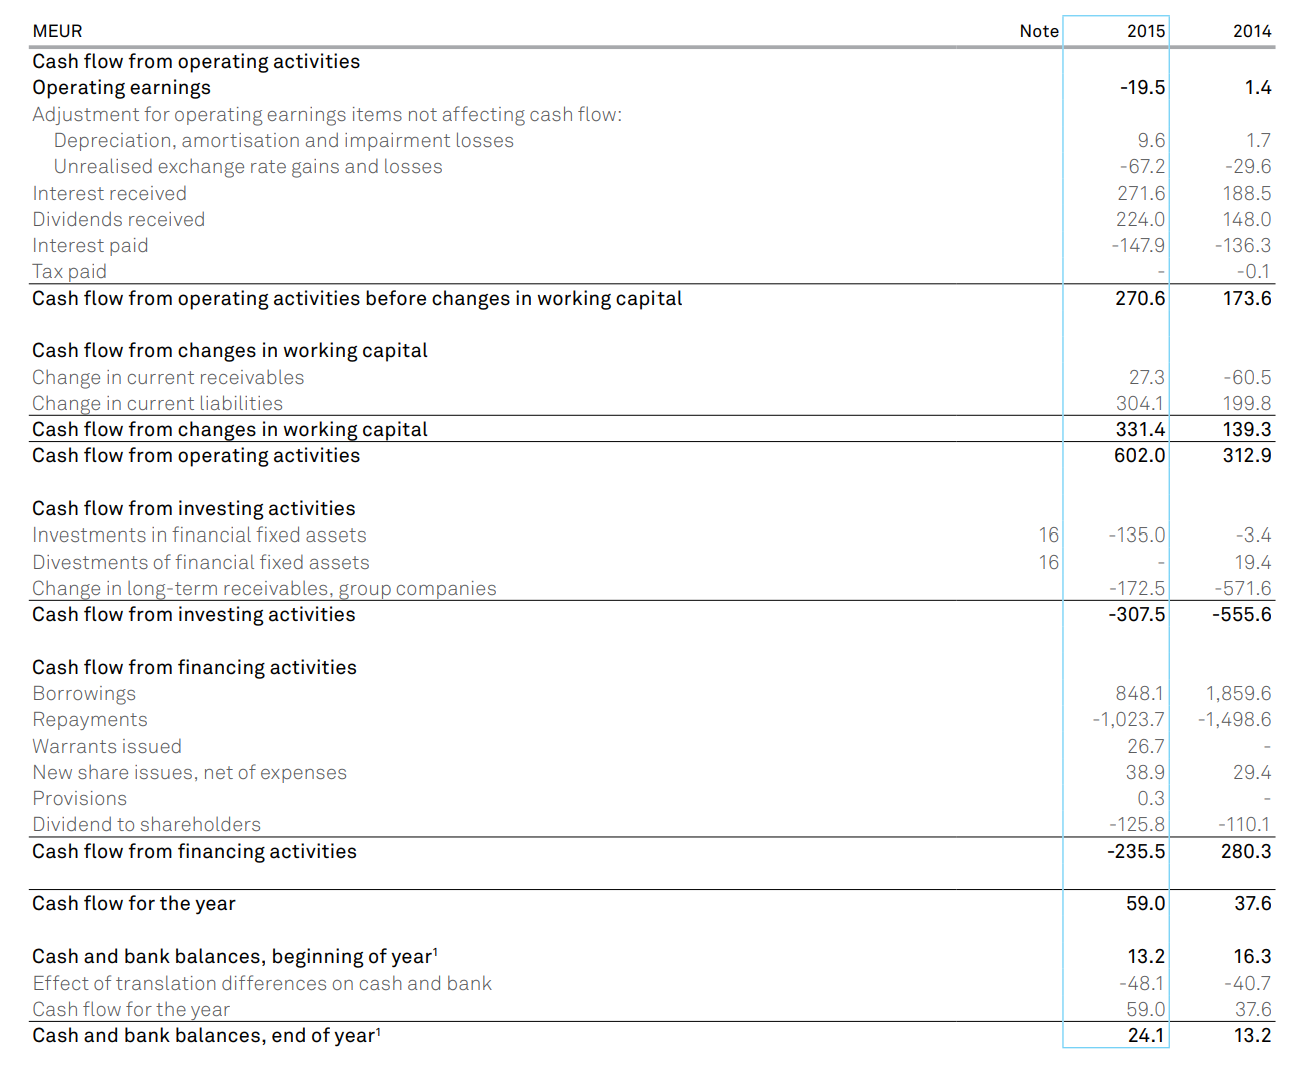 MEUR Note 2015 2014
Cash flow from operating activities
Operating earnings -19.5 1.4
Adjustment for operating earnings items not affecting cash flow:
Depreciation, amortisation and impairment losses 9.6 1.7
Unrealised exchange rate gains and losses -67.2 -29.6
Interest received 271.6 188.5
Dividends received 224.0 148.0
Interest paid -147.9 -136.3
Tax paid - -0.1
Cash flow from operating activities before changes in working capital 270.6 173.6
Cash flow from changes in working capital
Change in current receivables 27.3 -60.5
Change in current liabilities 304.1 199.8
Cash flow from changes in working capital 331.4 139.3
Cash flow from operating activities 602.0 312.9
Cash flow from investing activities
Investments in financial fixed assets 16 -135.0 -3.4
Divestments of financial fixed assets 16 - 19.4
Change in long-term receivables, group companies -172.5 -571.6
Cash flow from investing activities -307.5 -555.6
Cash flow from financing activities
Borrowings 848.1 1,859.6
Repayments -1,023.7 -1,498.6
Warrants issued 26.7 -
New share issues, net of expenses 38.9 29.4
Provisions 0.3 -
Dividend to shareholders -125.8 -110.1
Cash flow from financing activities -235.5 280.3
Cash flow for the year 59.0 37.6
Cash and bank balances, beginning of year¹ 13.2 16.3
Effect of translation differences on cash and bank -48.1 -40.7
Cash flow for the year 59.0 37.6
Cash and bank balances, end of year¹ 24.1 13.2